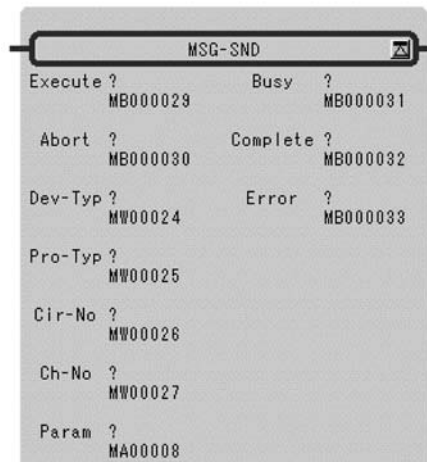 MSG-SND
Execute ? Busy ?
MB000029 MB000031
Abort ? Complete ?
MB000030 MB000032
Dev-Typ ? Error ?
MW00024 MB000033
Pro-Typ ?
MW00025
Cir-No ?
MW00026
Ch-No ?
MW00027
Param ?
MA00008